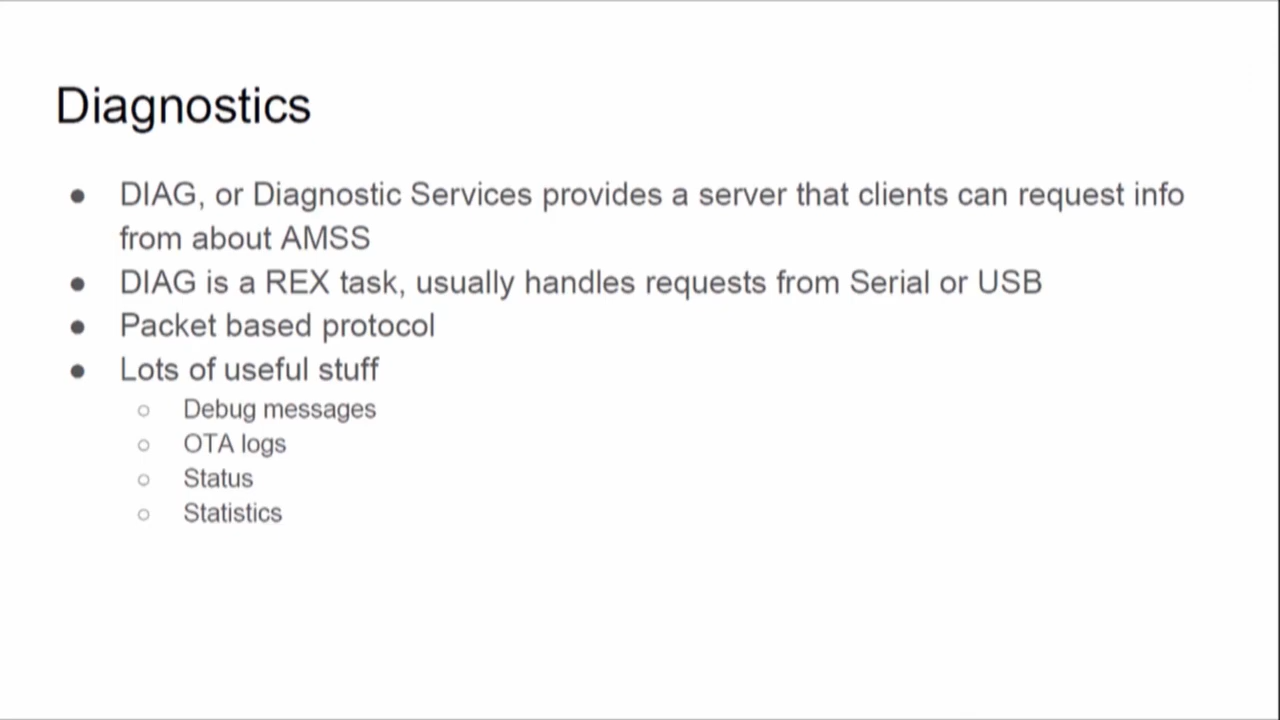 Diagnostics
● DIAG, or Diagnostic Services provides a server that clients can request info
from about AMSS
● DIAG is a REX task, usually handles requests from Serial or USB
● Packet based protocol
● Lots of useful stuff
○ Debug messages
○ OTA logs
○ Status
○ Statistics